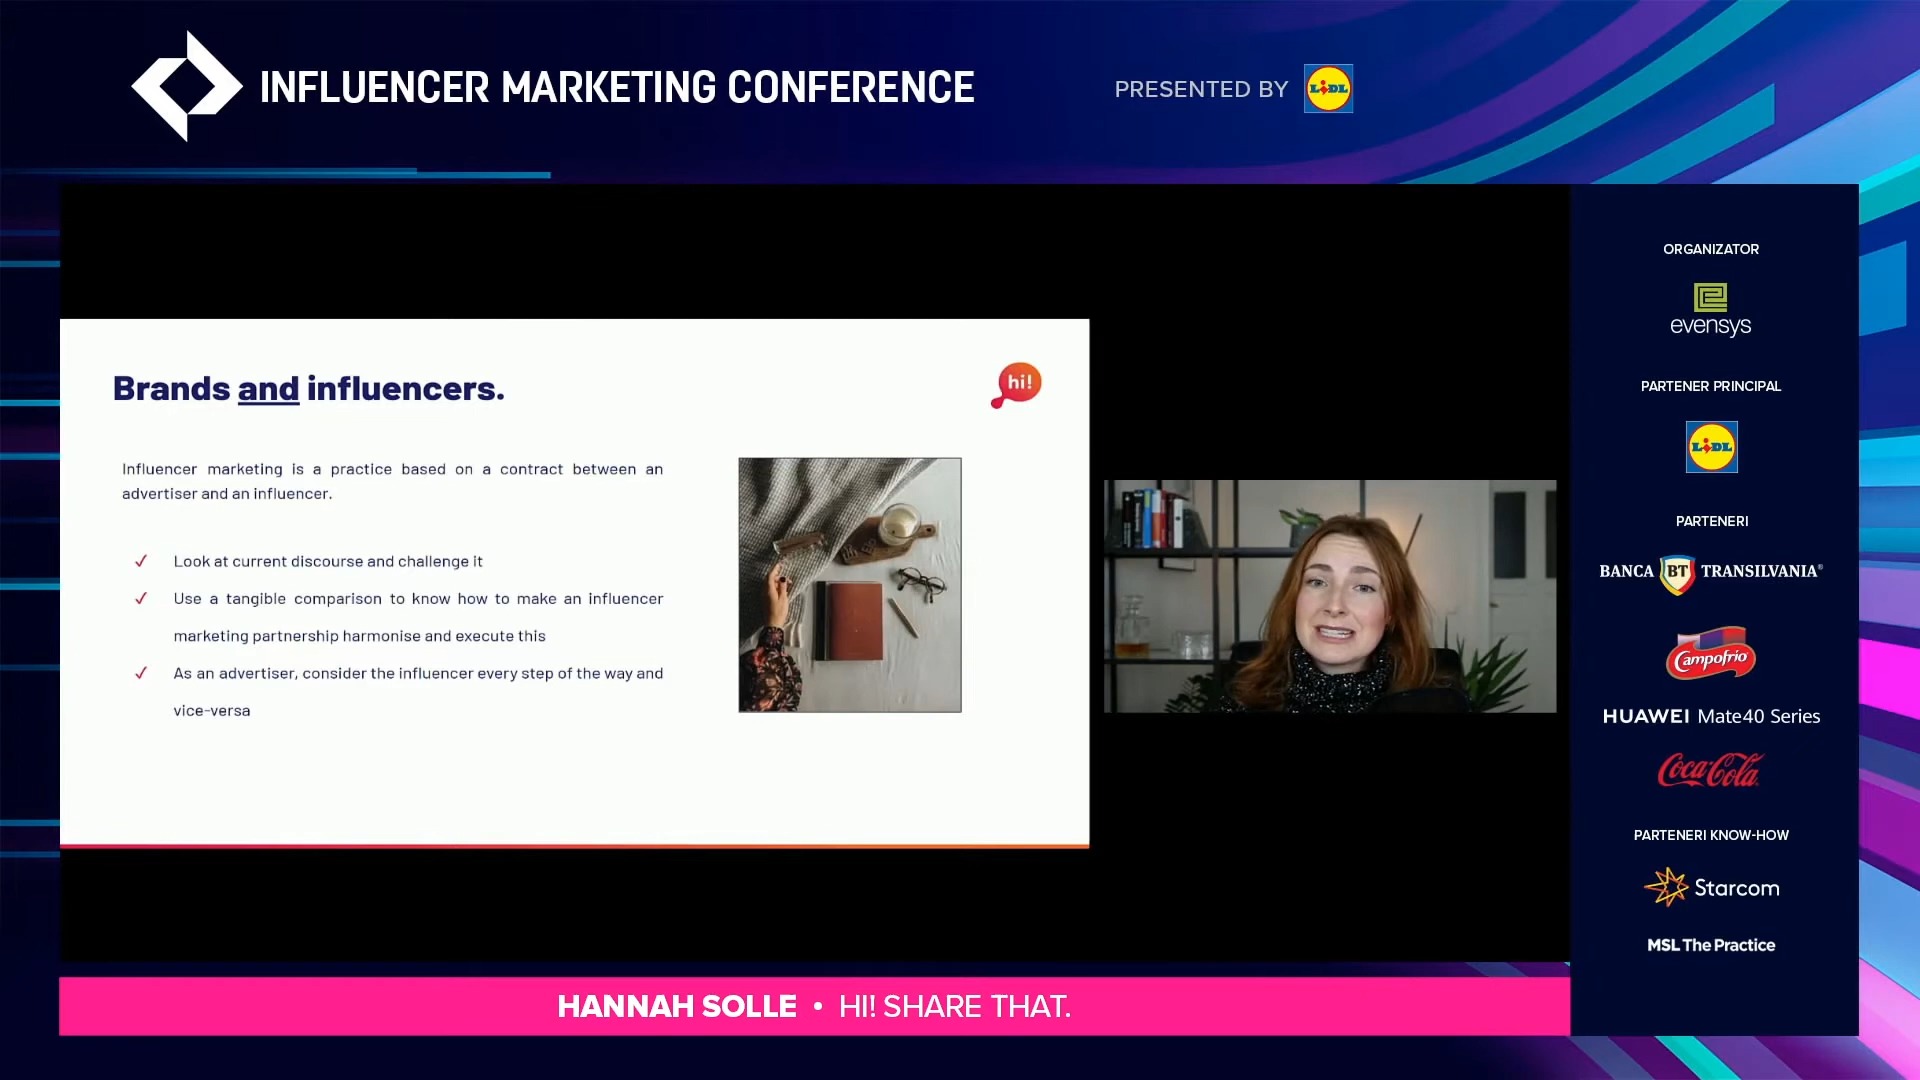 INFLUENCER MARKETING CONFERENCE
PRESENTED BY
LIDL
Brands and influencers.
hi!
Influencer marketing is a practice based on a contract between an
advertiser and an influencer.
✓ Look at current discourse and challenge it
✓ Use a tangible comparison to know how to make an influencer
marketing partnership harmonise and execute this
✓ As an advertiser, consider the influencer every step of the way and
vice-versa
ORGANIZATOR
evensys
PARTENER PRINCIPAL
LIDL
PARTENERI
BANCA BT TRANSILVANIA®
Campofrio
HUAWEI Mate40 Series
Coca-Cola
PARTENERI KNOW-HOW
Starcom
MSL The Practice
HANNAH SOLLE • HI! SHARE THAT.